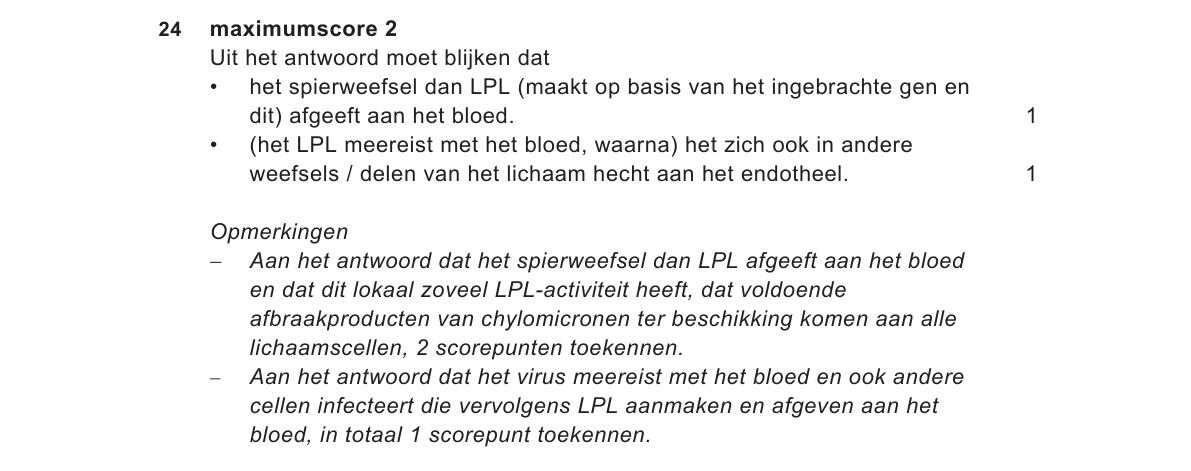 24 maximumscore 2
Uit het antwoord moet blijken dat
• het spierweefsel dan LPL (maakt op basis van het ingebrachte gen en
dit) afgeeft aan het bloed. 1
• (het LPL meereist met het bloed, waarna) het zich ook in andere
weefsels / delen van het lichaam hecht aan het endotheel. 1
Opmerkingen
– Aan het antwoord dat het spierweefsel dan LPL afgeeft aan het bloed
en dat dit lokaal zoveel LPL-activiteit heeft, dat voldoende
afbraakproducten van chylomicronen ter beschikking komen aan alle
lichaamscellen, 2 scorepunten toekennen.
– Aan het antwoord dat het virus meereist met het bloed en ook andere
cellen infecteert die vervolgens LPL aanmaken en afgeven aan het
bloed, in totaal 1 scorepunt toekennen.